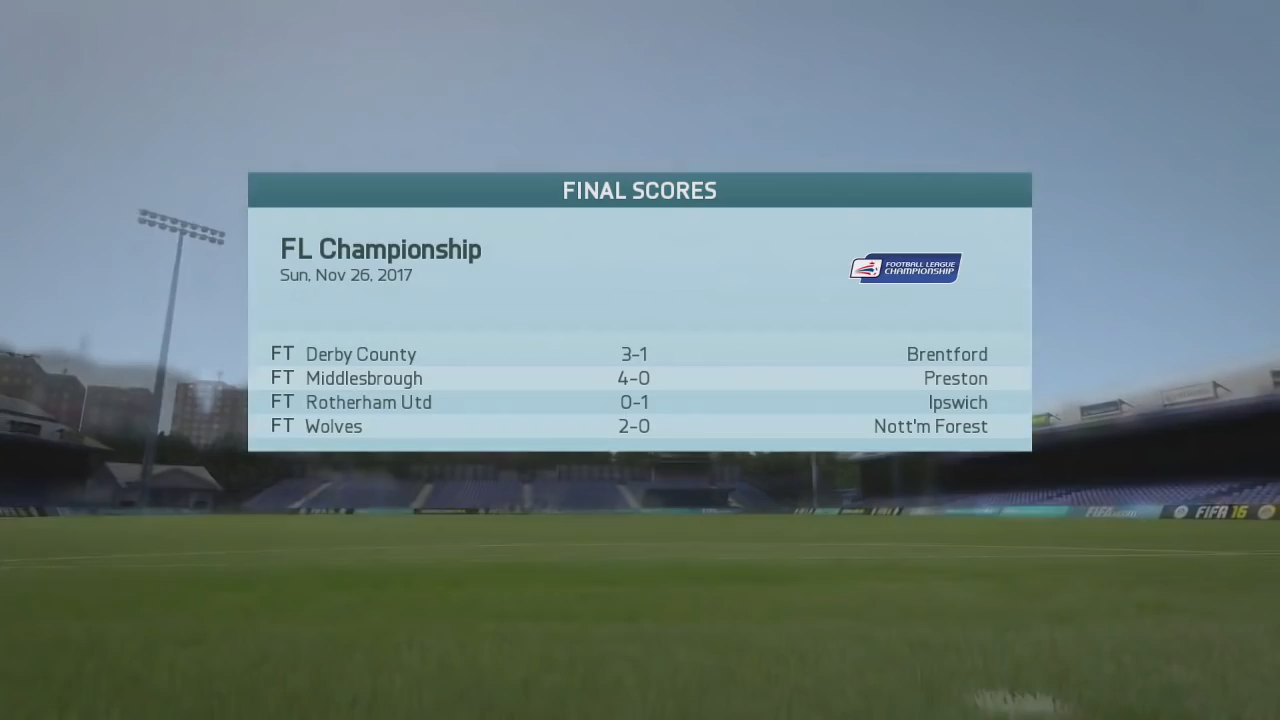 FINAL SCORES
FL Championship
Sun, Nov 26, 2017
FOOTBALL LEAGUE
CHAMPIONSHIP
FT Derby County 3-1 Brentford
FT Middlesbrough 4-0 Preston
FT Rotherham Utd 0-1 Ipswich
FT Wolves 2-0 Nott'm Forest
FIFA 16